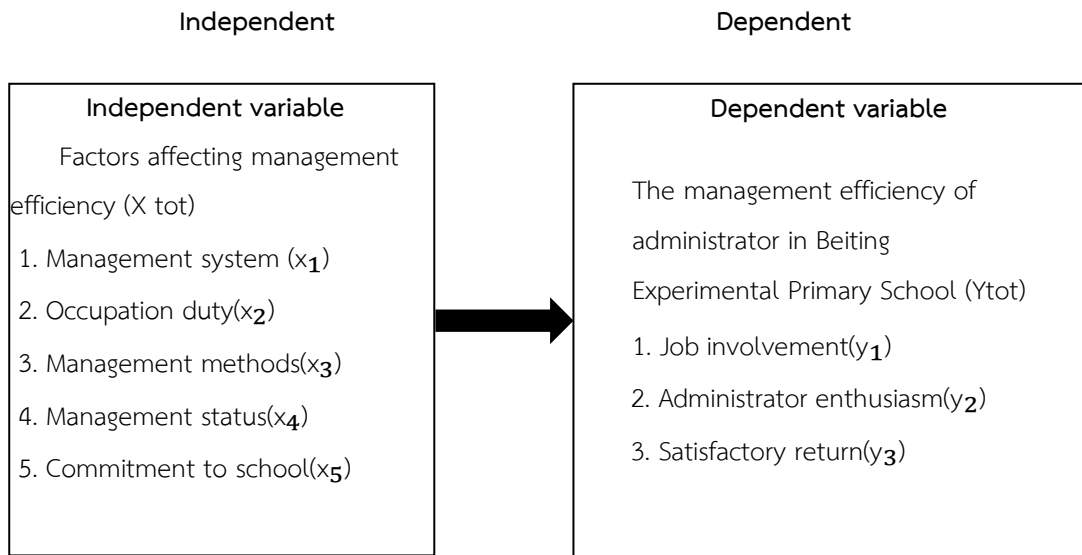 Independent
Dependent
Independent variable
Factors affecting management
efficiency (X tot)
1. Management system (x₁)
2. Occupation duty(x₂)
3. Management methods(x₃)
4. Management status(x₄)
5. Commitment to school(x₅)
Dependent variable
The management efficiency of
administrator in Beiting
Experimental Primary School (Ytot)
1. Job involvement(y₁)
2. Administrator enthusiasm(y₂)
3. Satisfactory return(y₃)